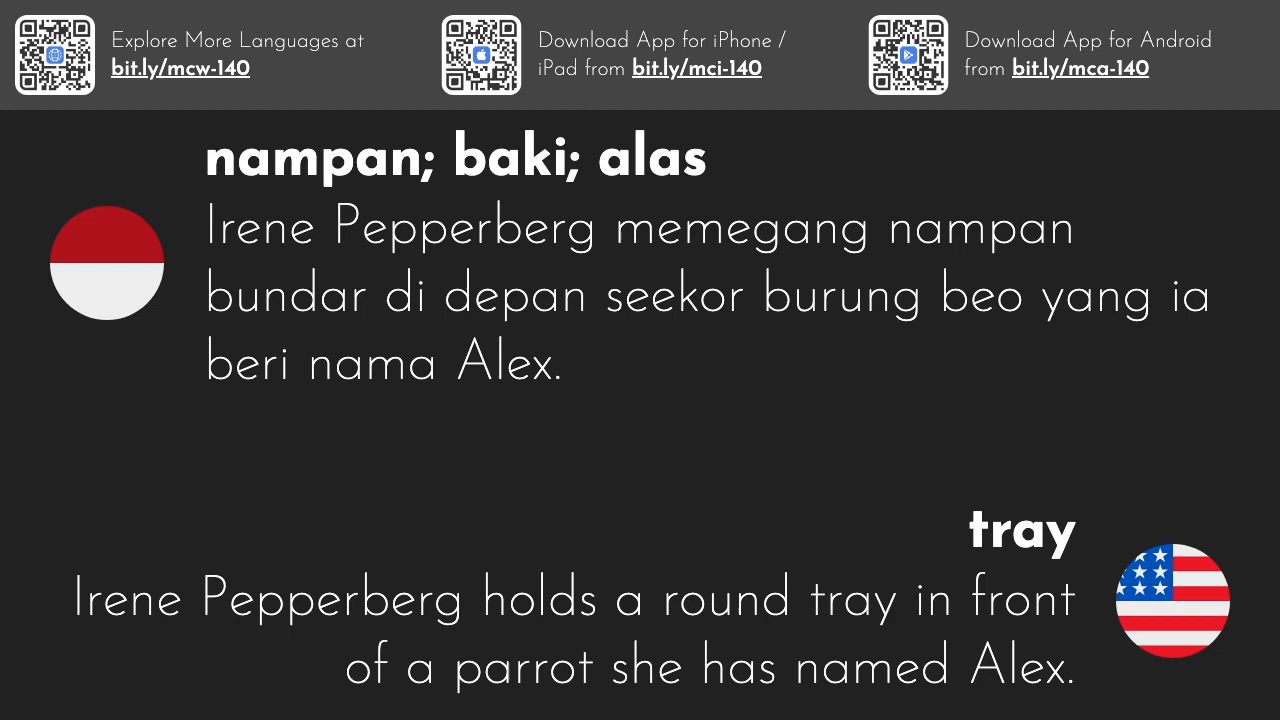 Explore More Languages at
bit.ly/mcw-140
Download App for iPhone /
iPad from bit.ly/mci-140
Download App for Android
from bit.ly/mca-140
nampan; baki; alas
Irene Pepperberg memegang nampan
bundar di depan seekor burung beo yang ia
beri nama Alex.
tray
Irene Pepperberg holds a round tray in front
of a parrot she has named Alex.